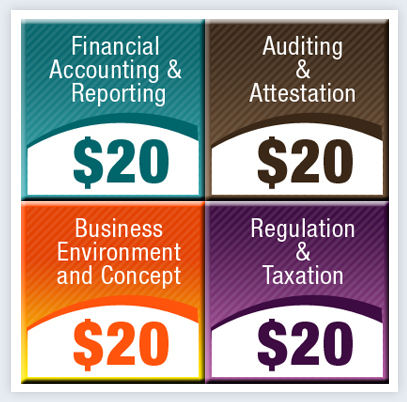 Financial
Accounting &
Reporting
$20
Auditing
&
Attestation
$20
Business
Environment
and Concept
$20
Regulation
&
Taxation
$20